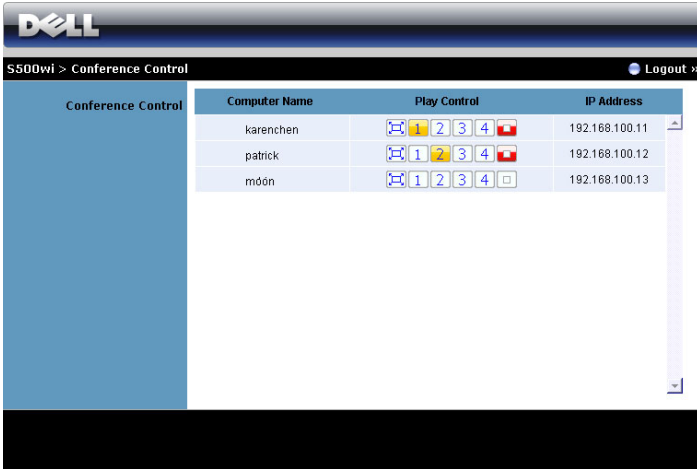 DELL
S500wi > Conference Control
Logout »
Conference Control
Computer Name Play Control IP Address
karenchen 1 2 3 4 192.168.100.11
patrick 1 2 3 4 192.168.100.12
móón 1 2 3 4 192.168.100.13